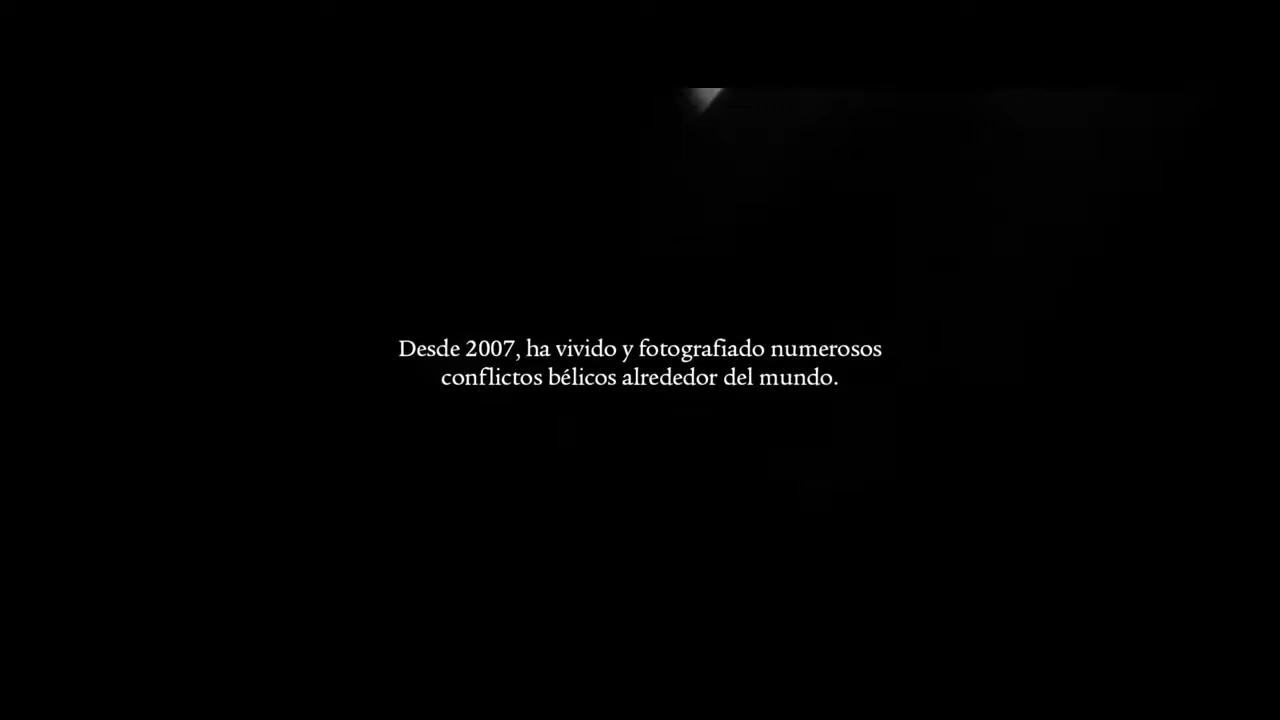 Desde 2007, ha vivido y fotografiado numerosos
conflictos bélicos alrededor del mundo.